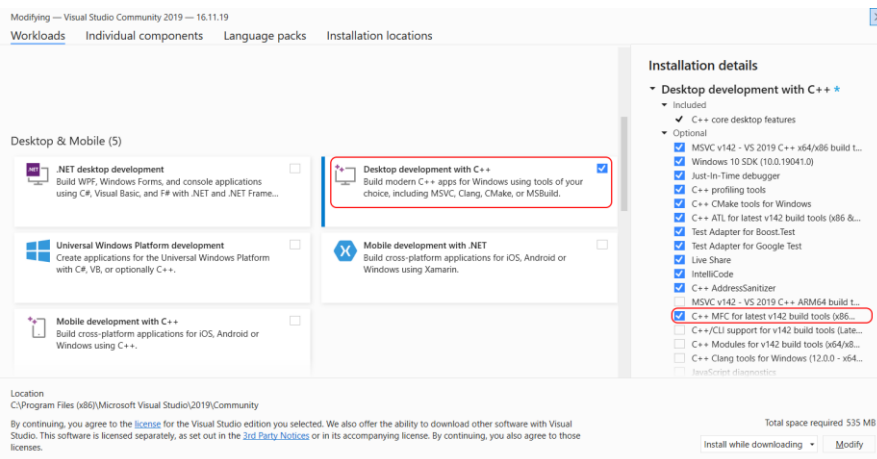 Modifying — Visual Studio Community 2019 — 16.11.19
Workloads Individual components Language packs Installation locations
Desktop & Mobile (5)
.NET desktop development
Build WPF, Windows Forms, and console applications
using C#, Visual Basic, and F# with .NET and .NET Frame...
Desktop development with C++
Build modern C++ apps for Windows using tools of your
choice, including MSVC, Clang, CMake, or MSBuild.
Universal Windows Platform development
Create applications for the Universal Windows Platform
with C#, VB, or optionally C++.
Mobile development with .NET
Build cross-platform applications for iOS, Android or
Windows using Xamarin.
Mobile development with C++
Build cross-platform applications for iOS, Android or
Windows using C++.
Installation details
Desktop development with C++ *
Included
C++ core desktop features
Optional
MSVC v142 - VS 2019 C++ x64/x86 build t...
Windows 10 SDK (10.0.19041.0)
Just-In-Time debugger
C++ profiling tools
C++ CMake tools for Windows
C++ ATL for latest v142 build tools (x86 &...
Test Adapter for Boost.Test
Test Adapter for Google Test
Live Share
IntelliCode
C++ AddressSanitizer
MSVC v142 - VS 2019 C++ ARM64 build t...
C++ MFC for latest v142 build tools (x86...
C++/CLI support for v142 build tools (Late...
C++ Modules for v142 build tools (x64/x8...
C++ Clang tools for Windows (12.0.0 - x64...
JavaScript diagnostics
Location
C:\Program Files (x86)\Microsoft Visual Studio\2019\Community
By continuing, you agree to the license for the Visual Studio edition you selected. We also offer the ability to download other software with Visual
Studio. This software is licensed separately, as set out in the 3rd Party Notices or in its accompanying license. By continuing, you also agree to those
licenses.
Total space required 535 MB
Install while downloading Modify